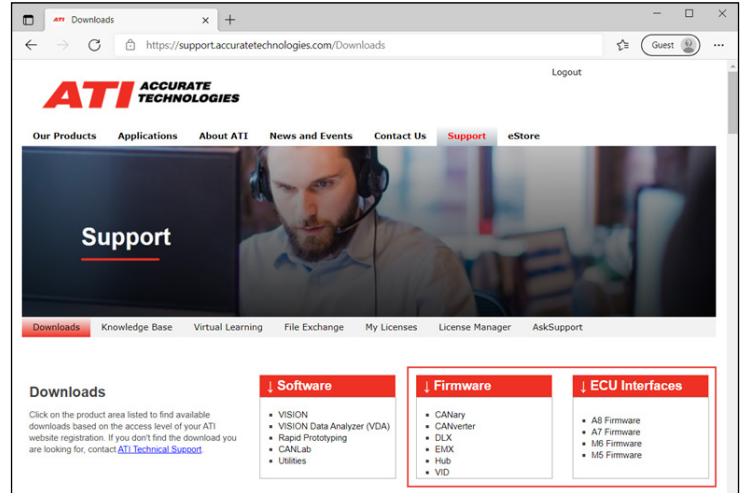 ATI Downloads
https://support.accuratetechnologies.com/Downloads
Guest
Logout
ATI ACCURATE
TECHNOLOGIES
Our Products Applications About ATI News and Events Contact Us Support eStore
Support
Downloads Knowledge Base Virtual Learning File Exchange My Licenses License Manager AskSupport
Downloads
Click on the product area listed to find available
downloads based on the access level of your ATI
website registration. If you don't find the download you
are looking for, contact ATI Technical Support.
↓ Software
▪ VISION
▪ VISION Data Analyzer (VDA)
▪ Rapid Prototyping
▪ CANLab
▪ Utilities
↓ Firmware
▪ CANary
▪ CANverter
▪ DLX
▪ EMX
▪ Hub
▪ VID
↓ ECU Interfaces
▪ A8 Firmware
▪ A7 Firmware
▪ M6 Firmware
▪ M5 Firmware